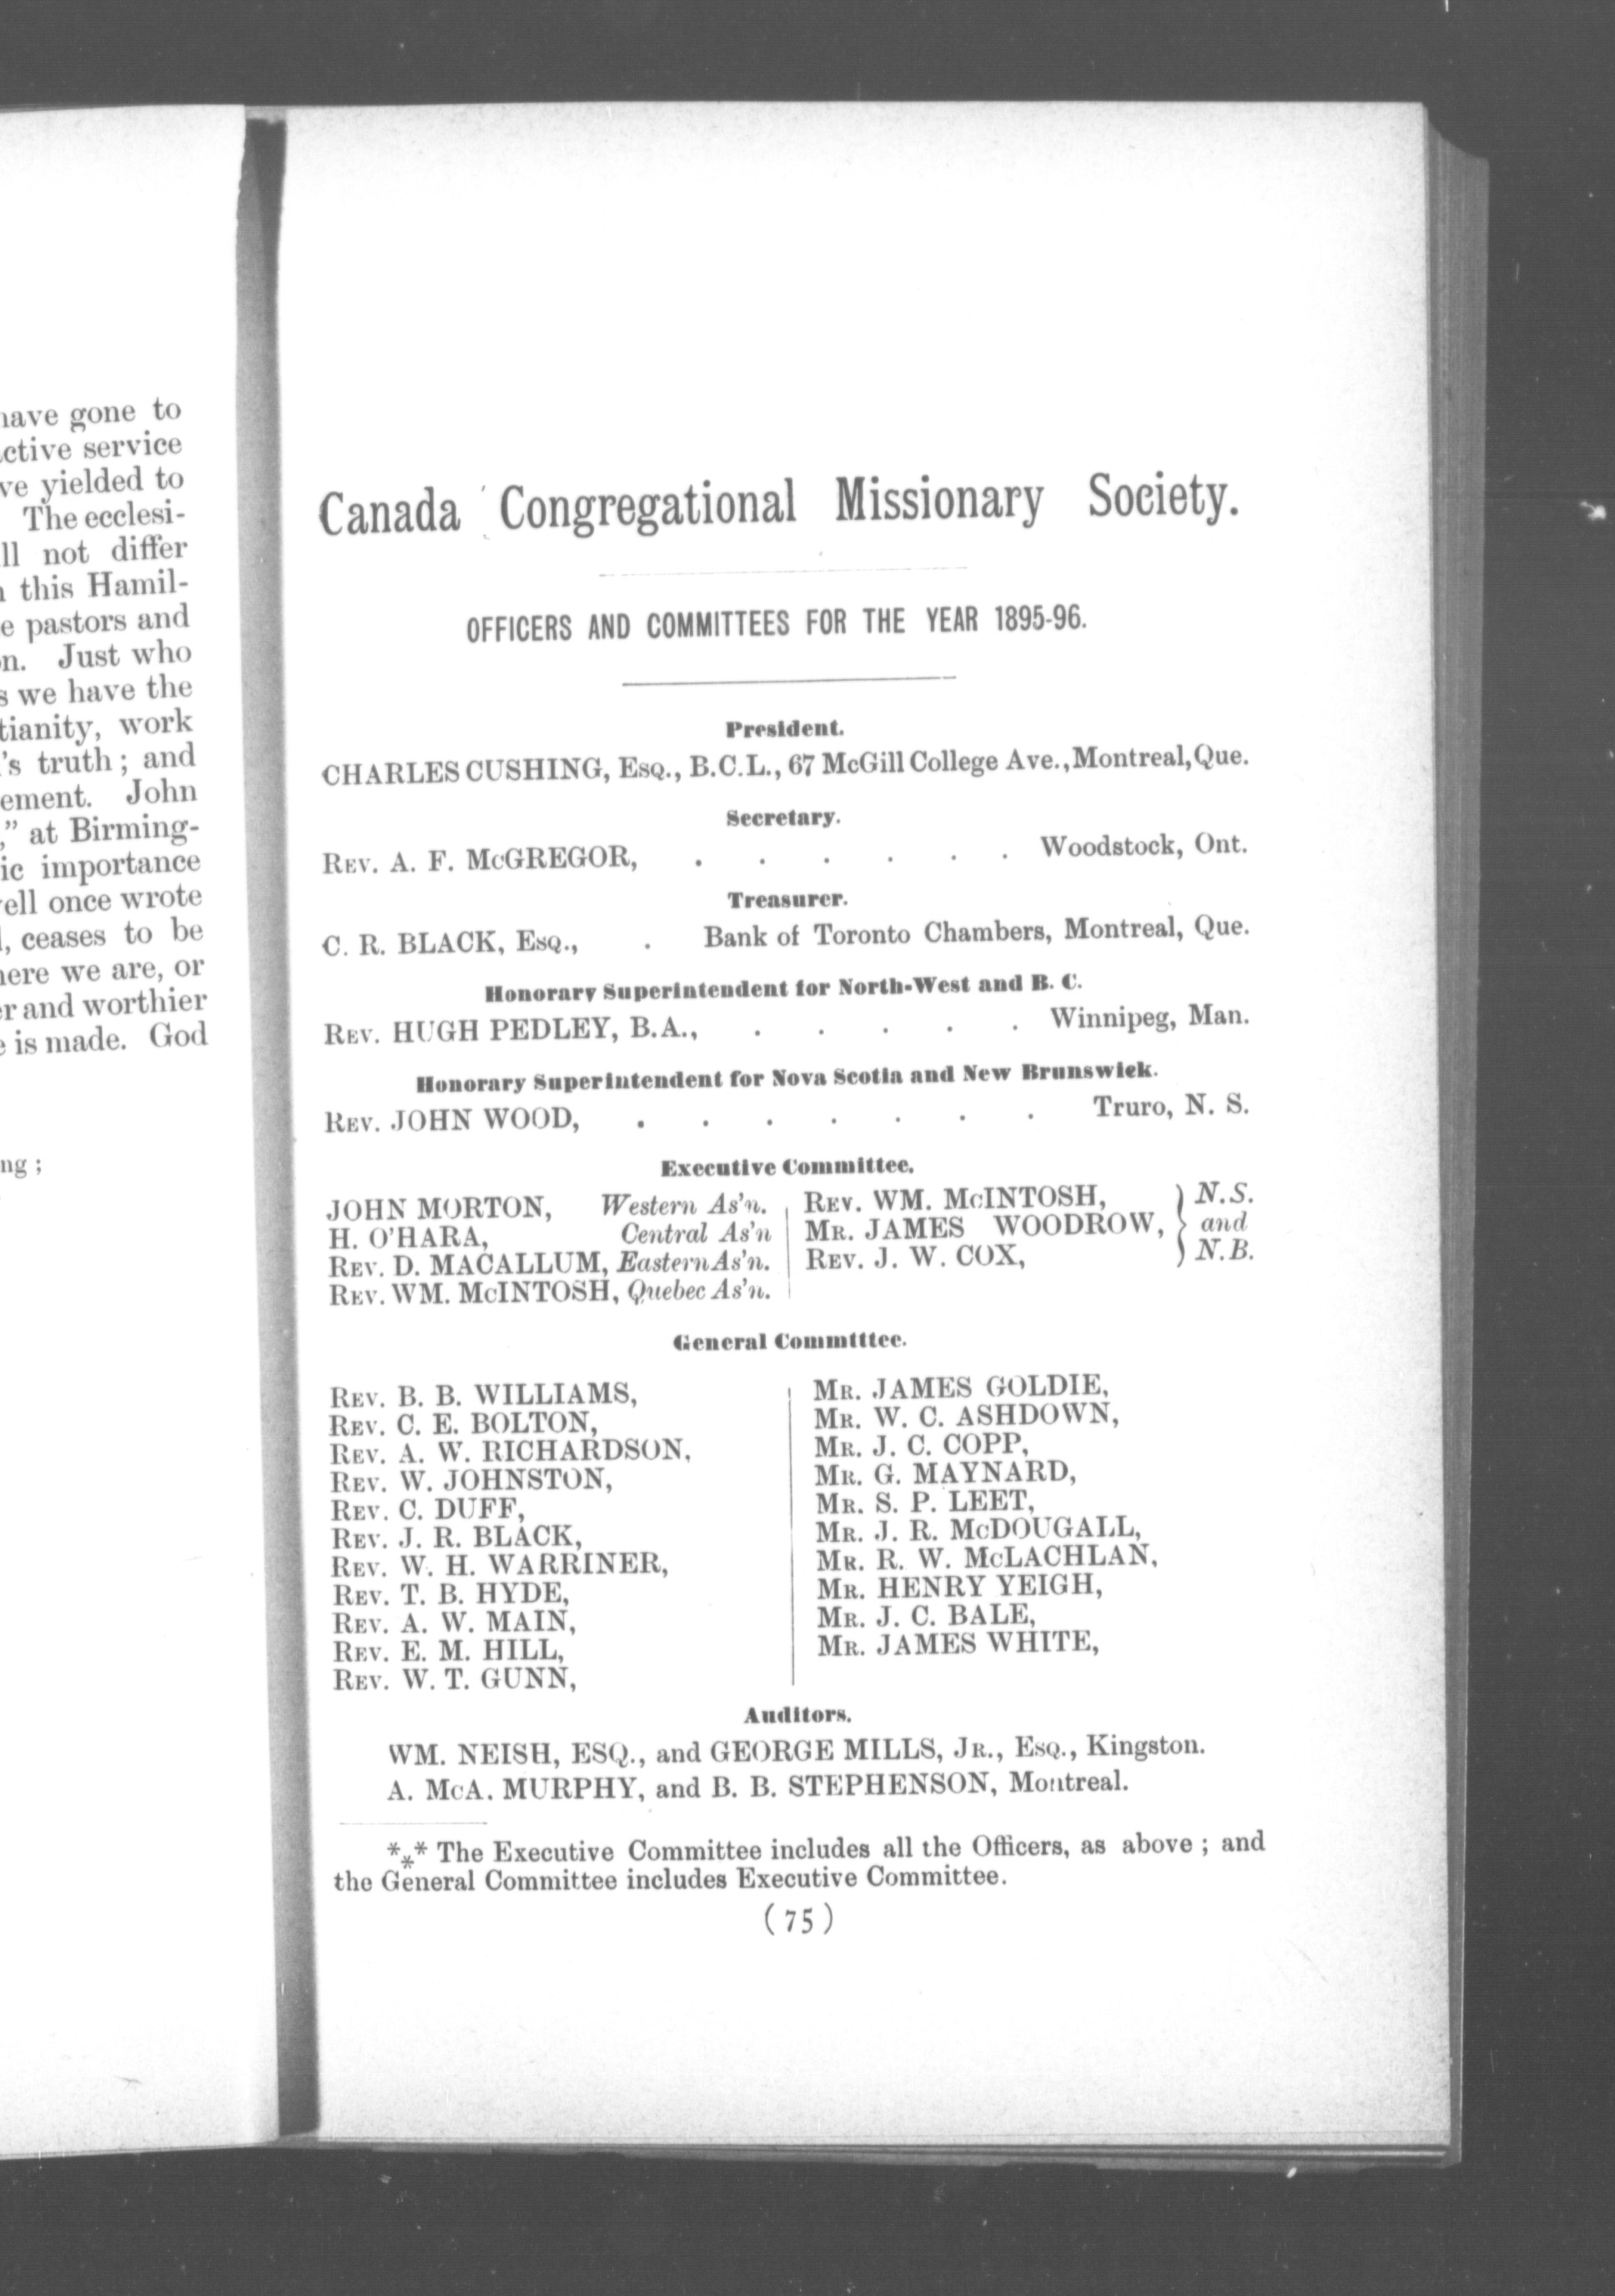 have gone to
active service
ve yielded to
The ecclesi-
ll not differ
n this Hamil-
e pastors and
on. Just who
s we have the
tianity, work
's truth; and
ement. John
," at Birming-
ic importance
ell once wrote
, ceases to be
here we are, or
er and worthier
e is made. God
ng;
Canada Congregational Missionary Society.
OFFICERS AND COMMITTEES FOR THE YEAR 1895-96.
President.
CHARLES CUSHING, Esq., B.C.L., 67 McGill College Ave., Montreal, Que.
Secretary.
Rev. A. F. McGREGOR, . . . . . . Woodstock, Ont.
Treasurer.
C. R. BLACK, Esq., . Bank of Toronto Chambers, Montreal, Que.
Honorary Superintendent for North-West and B. C.
Rev. HUGH PEDLEY, B.A., . . . . . Winnipeg, Man.
Honorary Superintendent for Nova Scotia and New Brunswick.
Rev. JOHN WOOD, . . . . . . . Truro, N. S.
Executive Committee.
JOHN MORTON, Western As'n.
H. O'HARA, Central As'n
Rev. D. MACALLUM, Eastern As'n.
Rev. WM. McINTOSH, Quebec As'n.
Rev. WM. McINTOSH, } N.S.
Mr. JAMES WOODROW, } and
Rev. J. W. COX, } N.B.
General Committee.
Rev. B. B. WILLIAMS,
Rev. C. E. BOLTON,
Rev. A. W. RICHARDSON,
Rev. W. JOHNSTON,
Rev. C. DUFF,
Rev. J. R. BLACK,
Rev. W. H. WARRINER,
Rev. T. B. HYDE,
Rev. A. W. MAIN,
Rev. E. M. HILL,
Rev. W. T. GUNN,
Mr. JAMES GOLDIE,
Mr. W. C. ASHDOWN,
Mr. J. C. COPP,
Mr. G. MAYNARD,
Mr. S. P. LEET,
Mr. J. R. McDOUGALL,
Mr. R. W. McLACHLAN,
Mr. HENRY YEIGH,
Mr. J. C. BALE,
Mr. JAMES WHITE,
Auditors.
WM. NEISH, ESQ., and GEORGE MILLS, Jr., Esq., Kingston.
A. McA. MURPHY, and B. B. STEPHENSON, Montreal.
*** The Executive Committee includes all the Officers, as above; and
the General Committee includes Executive Committee.
(75)